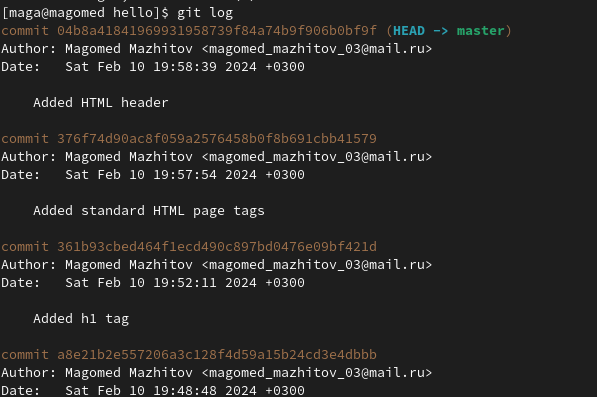 [maga@magomed hello]$ git log
commit 04b8a41841969931958739f84a74b9f906b0bf9f (HEAD -> master)
Author: Magomed Mazhitov <magomed_mazhitov_03@mail.ru>
Date:   Sat Feb 10 19:58:39 2024 +0300
    Added HTML header
commit 376f74d90ac8f059a2576458b0f8b691cbb41579
Author: Magomed Mazhitov <magomed_mazhitov_03@mail.ru>
Date:   Sat Feb 10 19:57:54 2024 +0300
    Added standard HTML page tags
commit 361b93cbed464f1ecd490c897bd0476e09bf421d
Author: Magomed Mazhitov <magomed_mazhitov_03@mail.ru>
Date:   Sat Feb 10 19:52:11 2024 +0300
    Added h1 tag
commit a8e21b2e557206a3c128f4d59a15b24cd3e4dbbb
Author: Magomed Mazhitov <magomed_mazhitov_03@mail.ru>
Date:   Sat Feb 10 19:48:48 2024 +0300